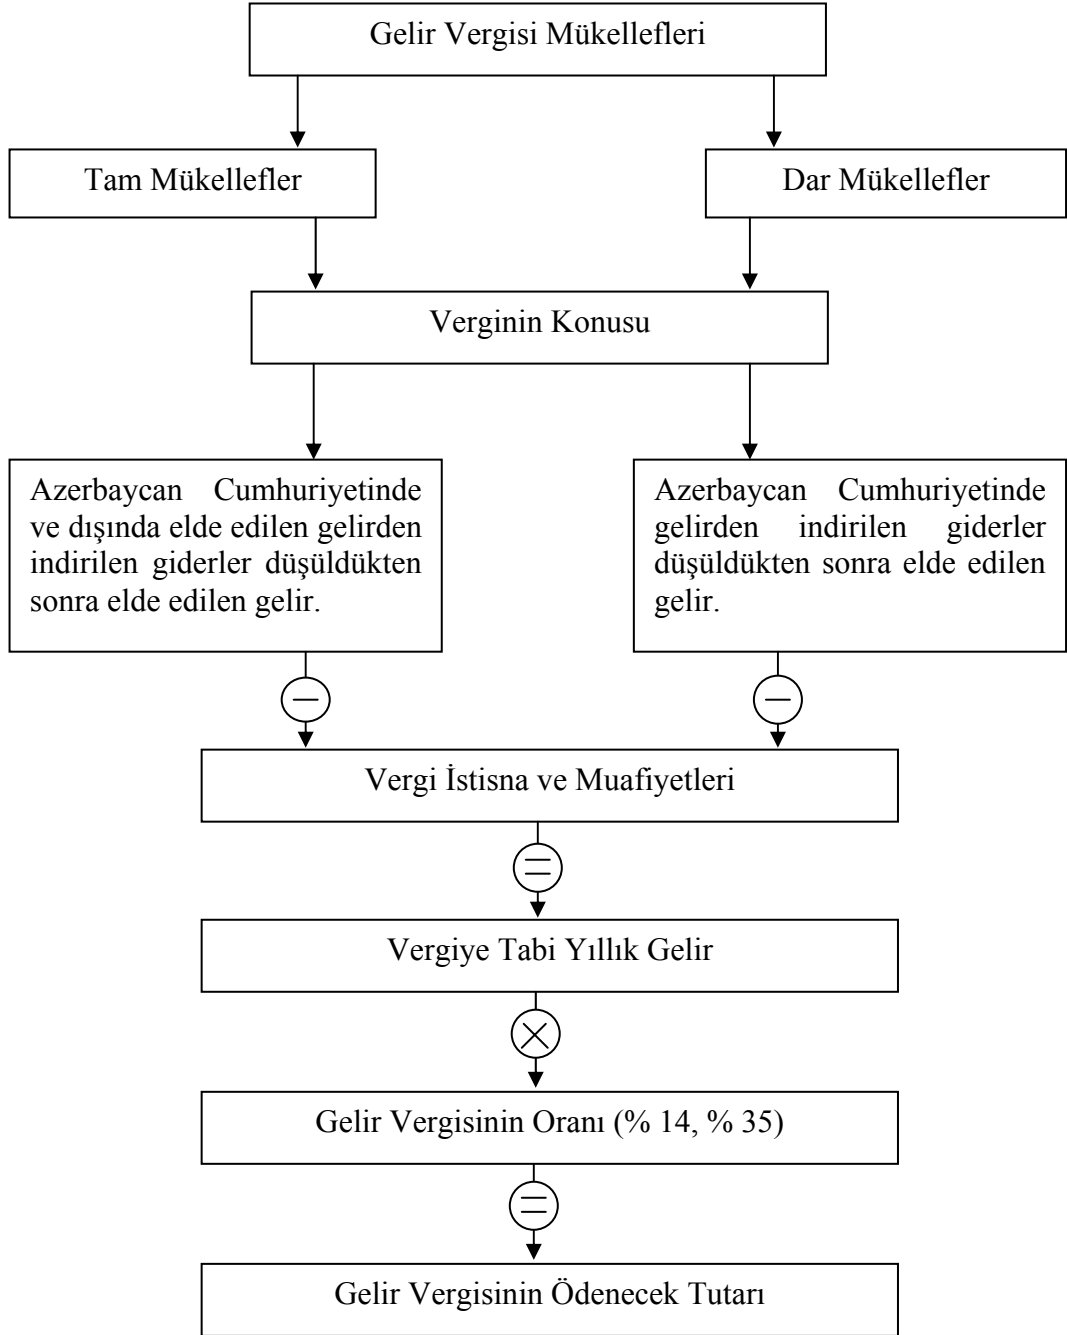 Gelir Vergisi Mükellefleri
Tam Mükellefler
Dar Mükellefler
Verginin Konusu
Azerbaycan Cumhuriyetinde
ve dışında elde edilen gelirden
indirilen giderler düşüldükten
sonra elde edilen gelir.
Azerbaycan Cumhuriyetinde
gelirden indirilen giderler
düşüldükten sonra elde edilen
gelir.
Vergi İstisna ve Muafiyetleri
Vergiye Tabi Yıllık Gelir
Gelir Vergisinin Oranı (% 14, % 35)
Gelir Vergisinin Ödenecek Tutarı